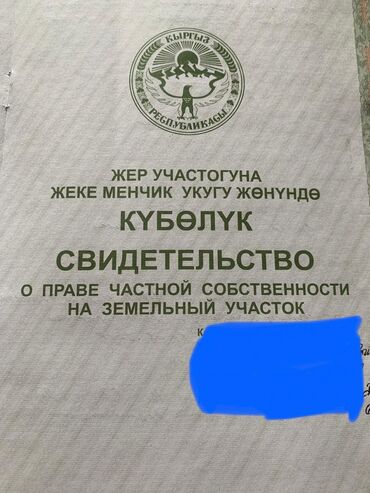 КЫРГЫЗ
РЕСПУБЛИКАСЫ
ЖЕР УЧАСТОГУНА
ЖЕКЕ МЕНЧИК УКУГУ ЖӨНҮНДӨ
КҮБӨЛҮК
СВИДЕТЕЛЬСТВО
О ПРАВЕ ЧАСТНОЙ СОБСТВЕННОСТИ
НА ЗЕМЕЛЬНЫЙ УЧАСТОК